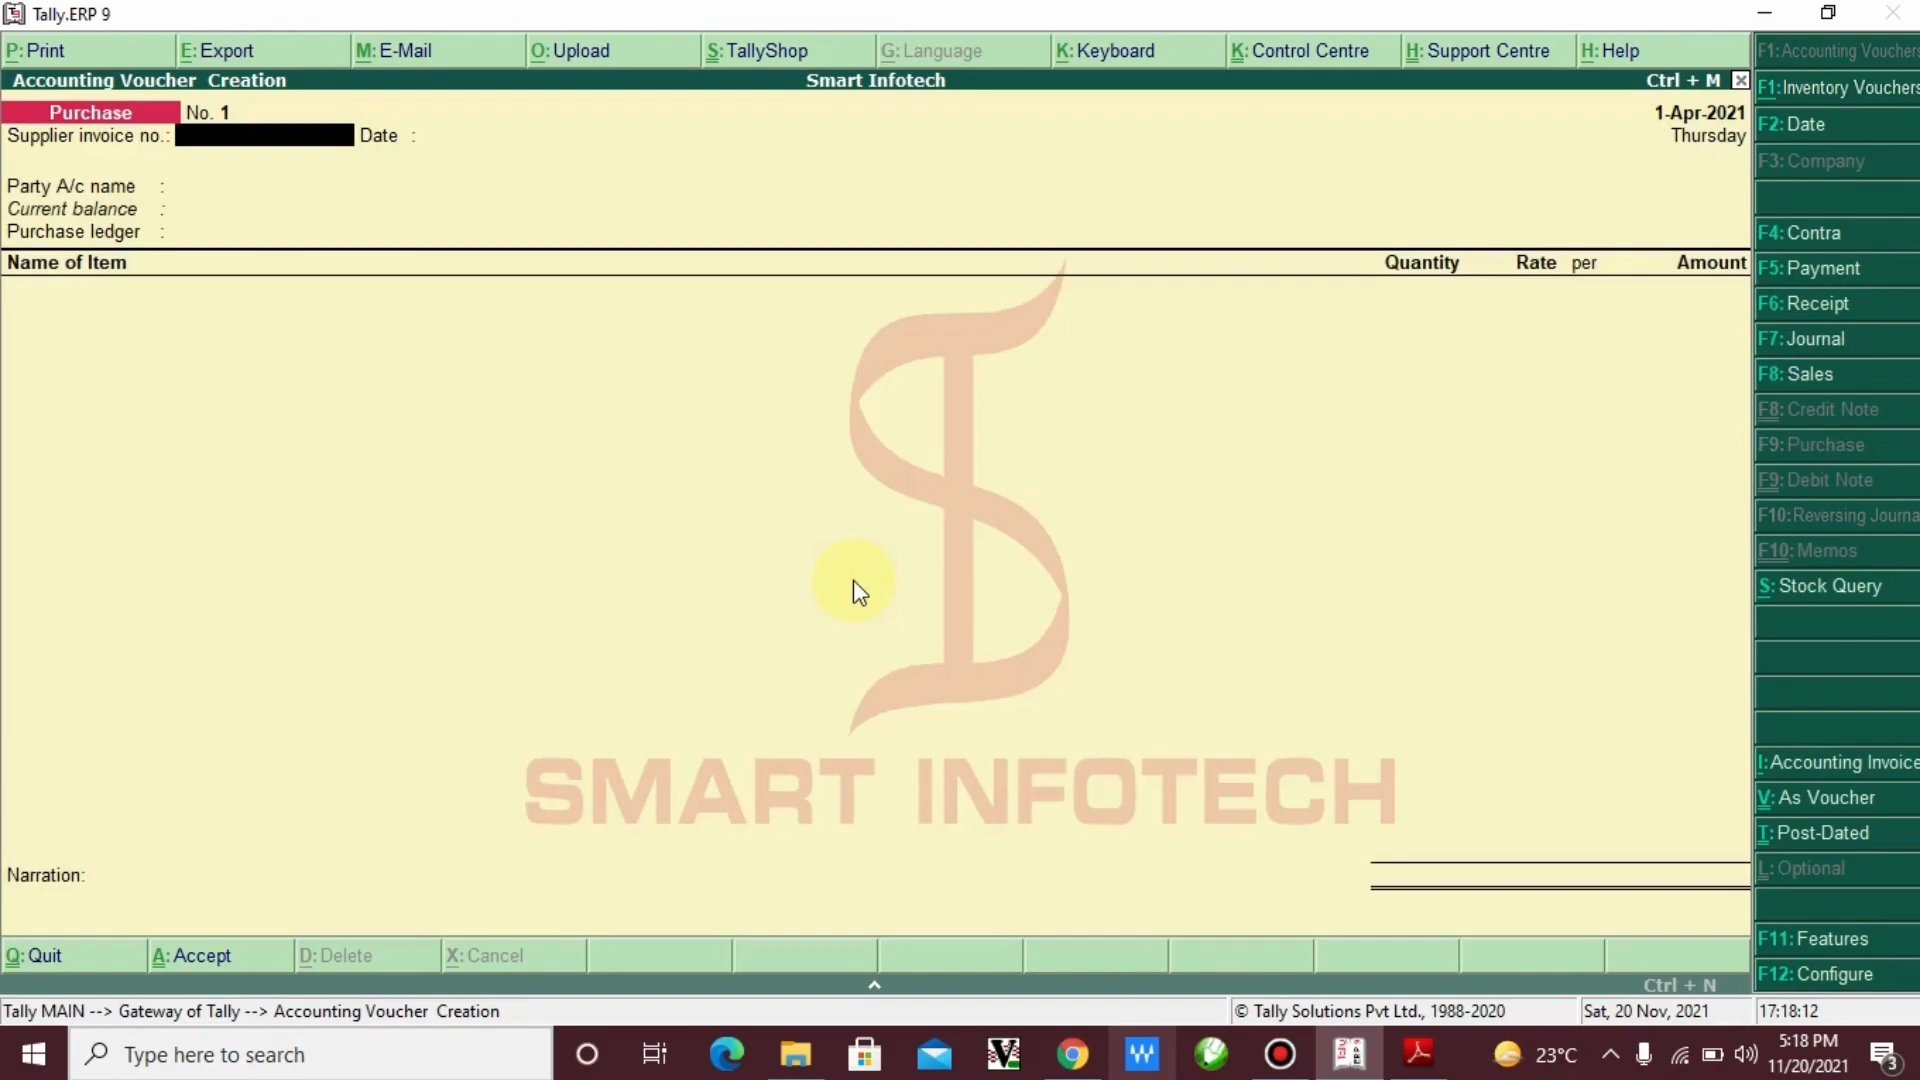 Tally.ERP 9
P: Print E: Export M: E-Mail O: Upload S: TallyShop G: Language K: Keyboard K: Control Centre H: Support Centre H: Help
Accounting Voucher Creation Smart Infotech Ctrl + M
Purchase No. 1 1-Apr-2021
Supplier invoice no.: Date : Thursday
Party A/c name :
Current balance :
Purchase ledger :
Name of Item Quantity Rate per Amount
SMART INFOTECH
Narration:
F1: Accounting Vouchers
F1: Inventory Vouchers
F2: Date
F3: Company
F4: Contra
F5: Payment
F6: Receipt
F7: Journal
F8: Sales
F8: Credit Note
F9: Purchase
F9: Debit Note
F10: Reversing Journa
F10: Memos
S: Stock Query
I: Accounting Invoice
V: As Voucher
T: Post-Dated
L: Optional
F11: Features
F12: Configure
Q: Quit A: Accept D: Delete X: Cancel
Ctrl + N
Tally MAIN --> Gateway of Tally --> Accounting Voucher Creation © Tally Solutions Pvt Ltd., 1988-2020 Sat, 20 Nov, 2021 17:18:12
Type here to search 23°C 5:18 PM
11/20/2021 3